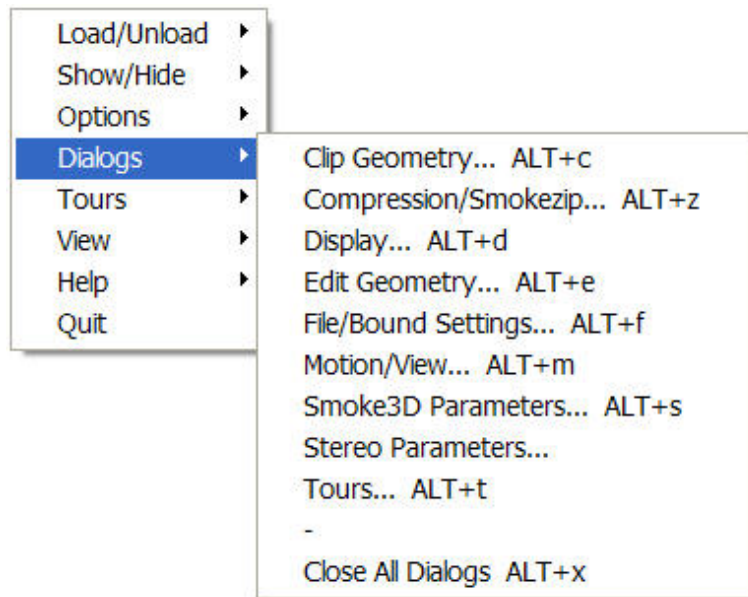 Load/Unload
Show/Hide
Options
Dialogs
Tours
View
Help
Quit
Clip Geometry... ALT+c
Compression/Smokezip... ALT+z
Display... ALT+d
Edit Geometry... ALT+e
File/Bound Settings... ALT+f
Motion/View... ALT+m
Smoke3D Parameters... ALT+s
Stereo Parameters...
Tours... ALT+t
-
Close All Dialogs ALT+x